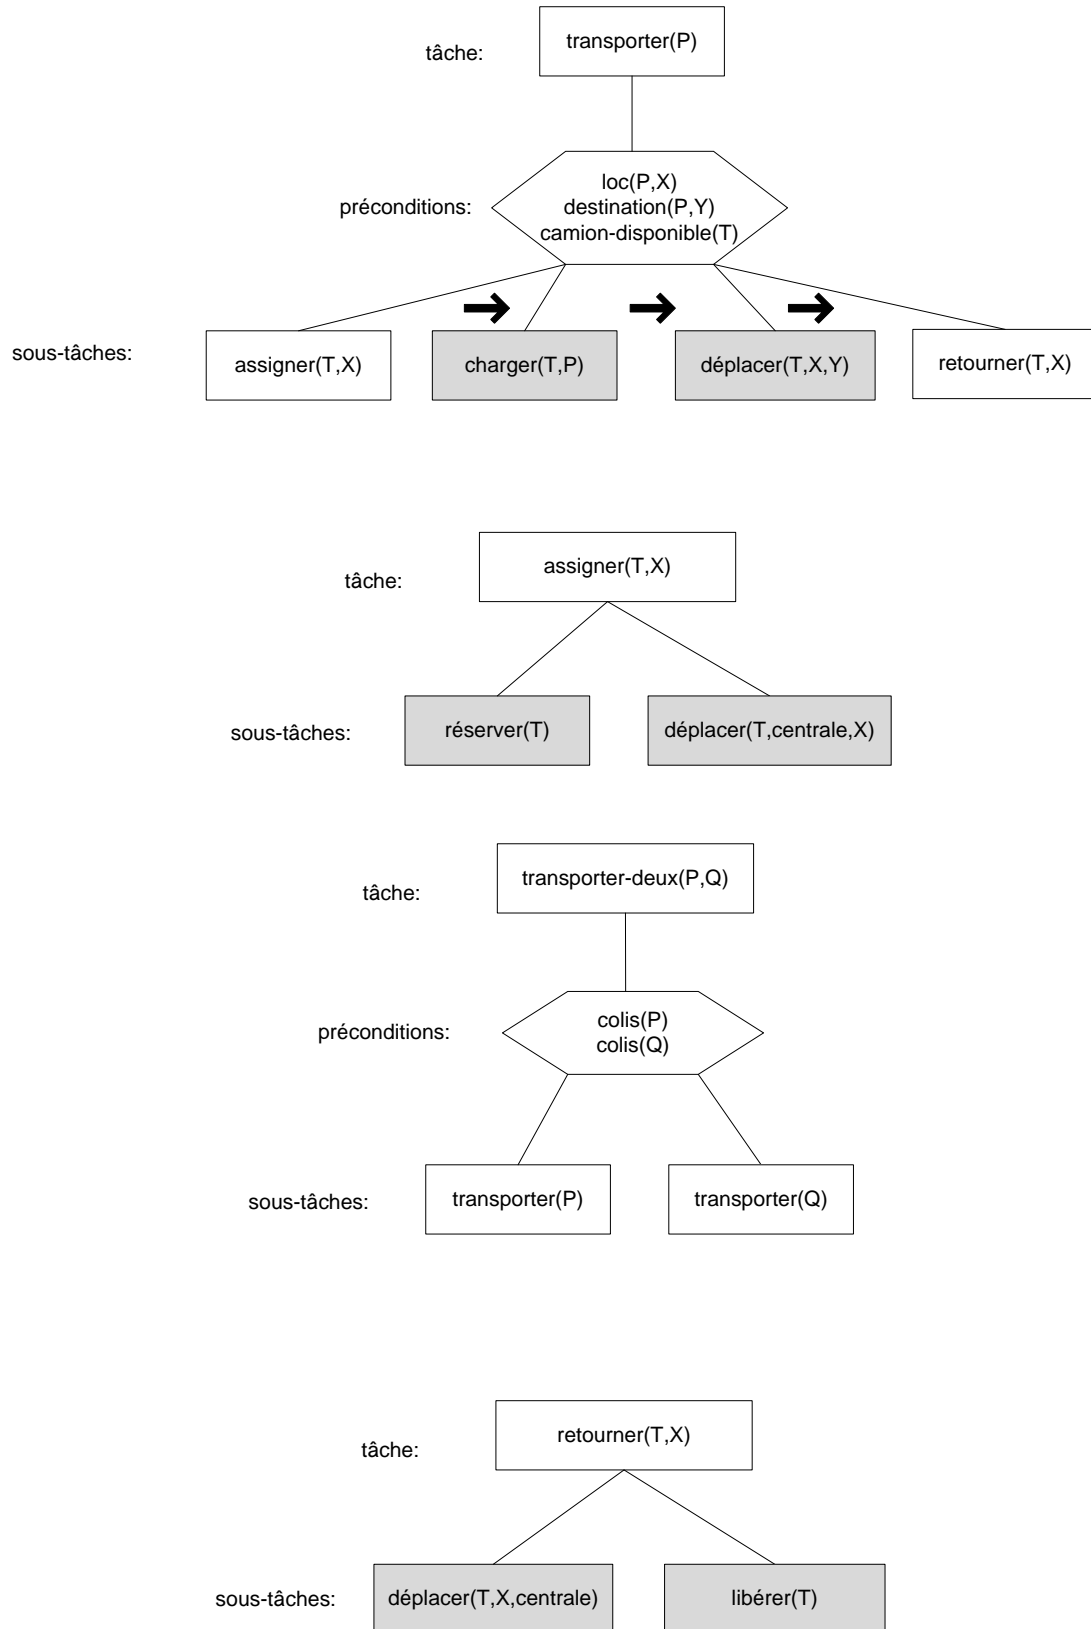 tâche:
transporter(P)
préconditions:
loc(P,X)
destination(P,Y)
camion-disponible(T)
sous-tâches:
assigner(T,X)
charger(T,P)
déplacer(T,X,Y)
retourner(T,X)
tâche:
assigner(T,X)
sous-tâches:
réserver(T)
déplacer(T,centrale,X)
tâche:
transporter-deux(P,Q)
préconditions:
colis(P)
colis(Q)
sous-tâches:
transporter(P)
transporter(Q)
tâche:
retourner(T,X)
sous-tâches:
déplacer(T,X,centrale)
libérer(T)